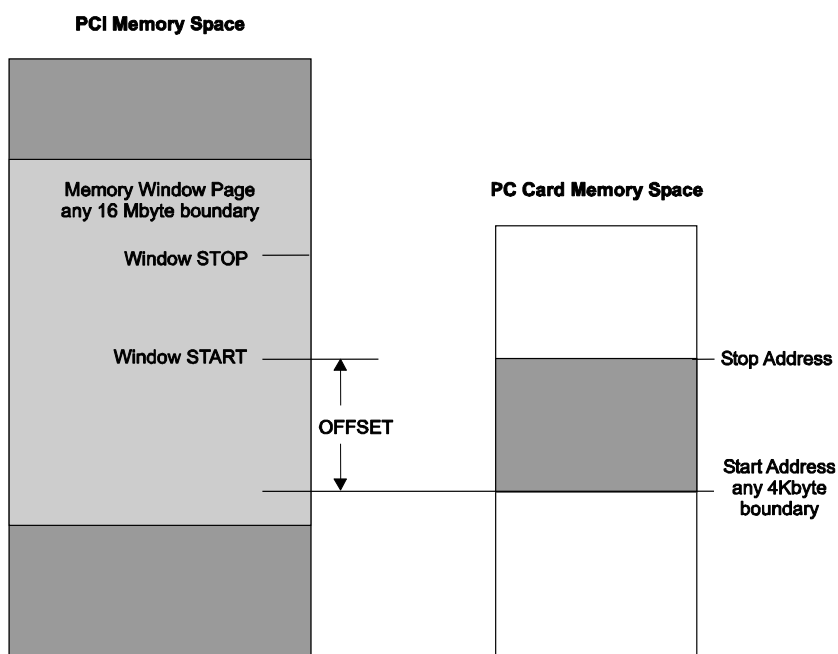 PCI Memory Space
Memory Window Page
any 16 Mbyte boundary
Window STOP
Window START
OFFSET
PC Card Memory Space
Stop Address
Start Address
any 4Kbyte
boundary